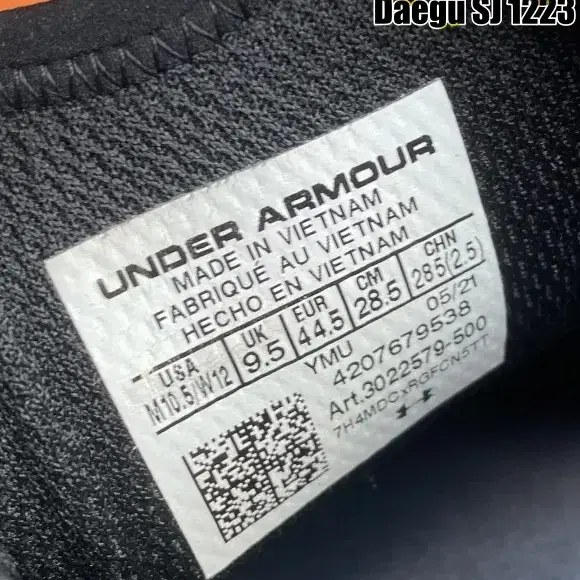 Daegu SJ 1223
UNDER ARMOUR
MADE IN VIETNAM
FABRIQUÉ AU VIETNAM
HECHO EN VIETNAM
USA UK EUR CM CHN
M10.5/W12 9.5 44.5 28.5 285(2.5)
YMU 05/21
4207679538
Art.3022579-500
7H4MDCxRGFCN5TT